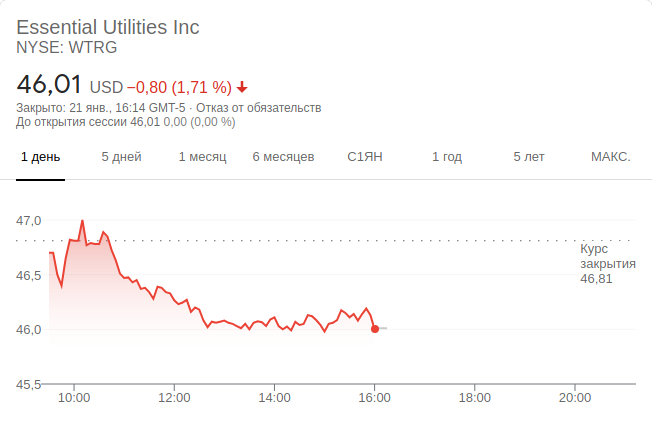 Essential Utilities Inc
NYSE: WTRG
46,01 USD −0,80 (1,71 %)
Закрыто: 21 янв., 16:14 GMT-5 · Отказ от обязательств
До открытия сессии 46,01 0,00 (0,00 %)
1 день 5 дней 1 месяц 6 месяцев С1ЯН 1 год 5 лет МАКС.
47,0
Курс
закрытия
46,81
46,5
46,0
45,5
10:00 12:00 14:00 16:00 18:00 20:00